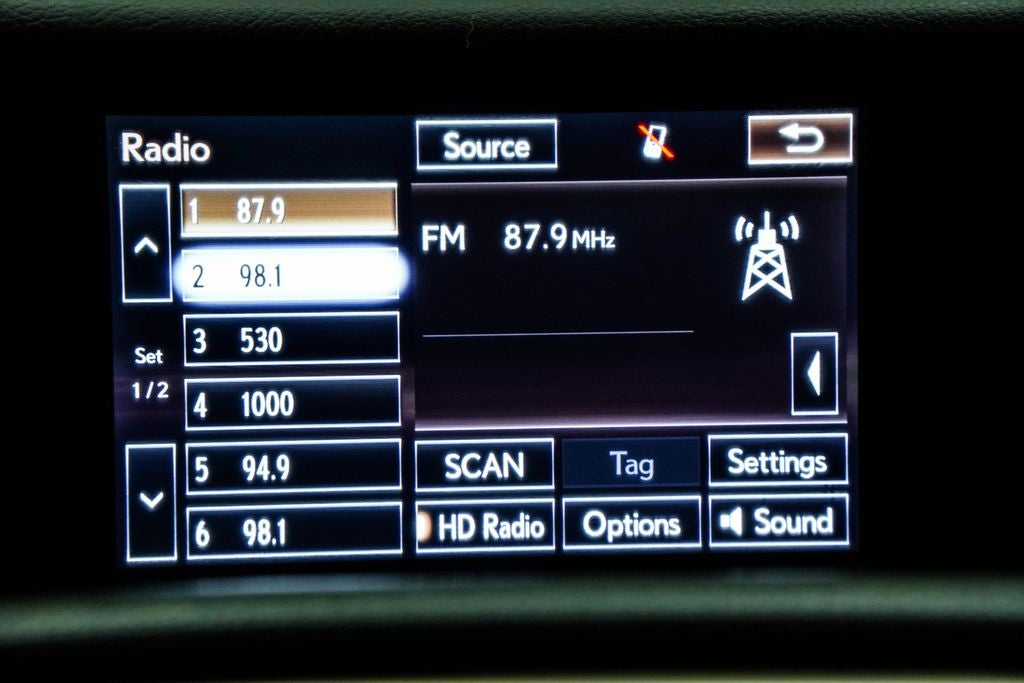 Radio
Source
1 87.9
2 98.1
3 530
4 1000
5 94.9
6 98.1
Set
1/2
FM 87.9 MHz
SCAN
Tag
Settings
HD Radio
Options
Sound